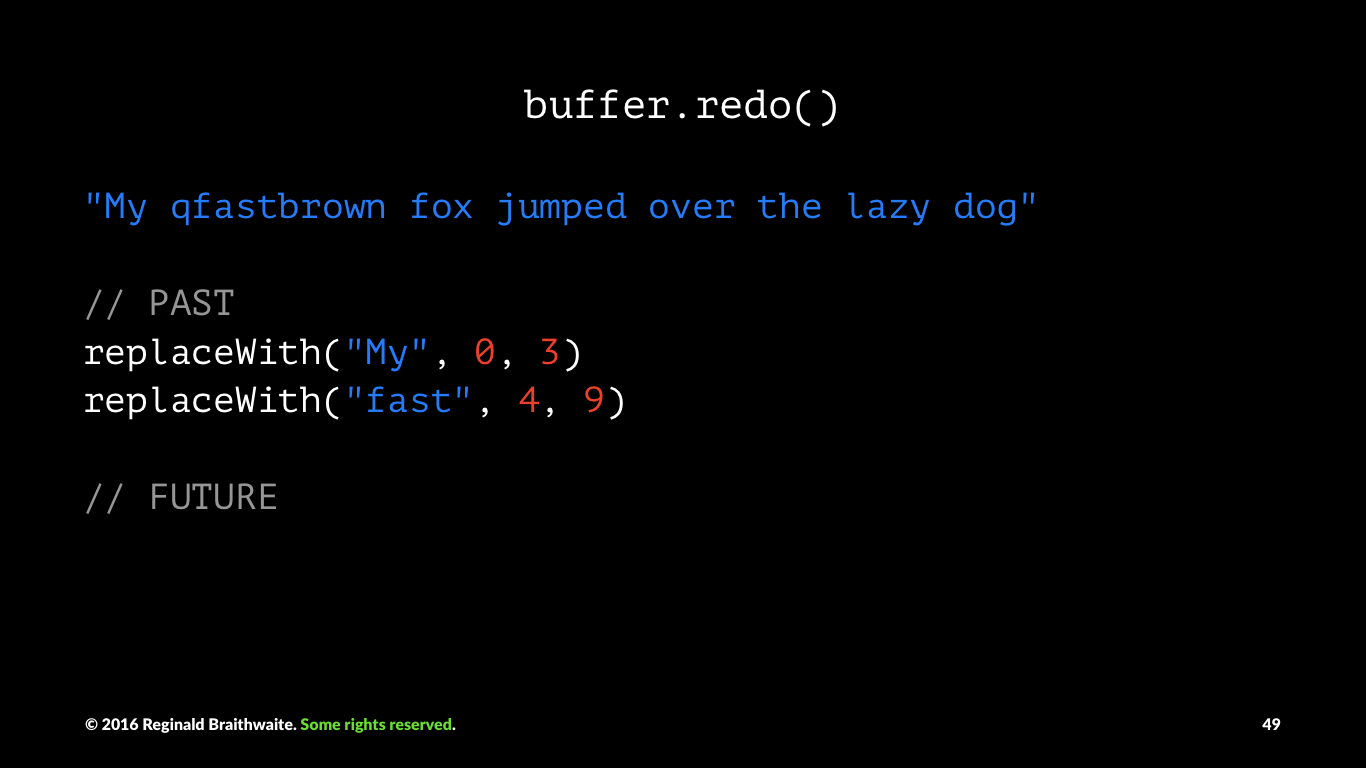 buffer.redo()
"My qfastbrown fox jumped over the lazy dog"
// PAST
replaceWith("My", 0, 3)
replaceWith("fast", 4, 9)
// FUTURE
© 2016 Reginald Braithwaite. Some rights reserved.
49